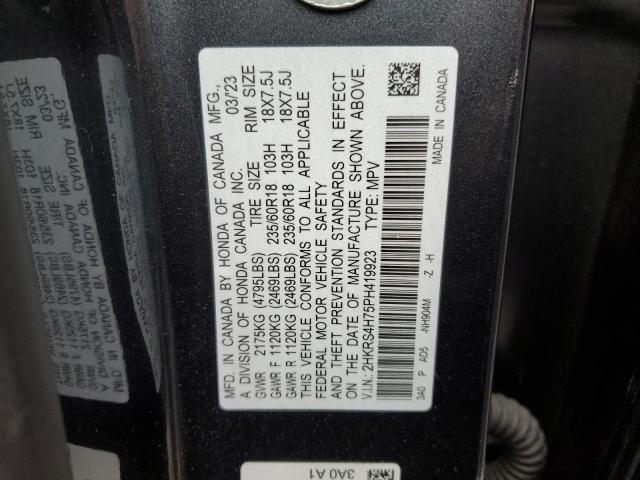 MFD. IN CANADA BY HONDA OF CANADA MFG.,
A DIVISION OF HONDA CANADA INC. 03/'23
TIRE SIZE RIM SIZE
GVWR 2175KG (4795LBS)
GAWR F 1120KG (2469LBS) 235/60R18 103H 18X7.5J
GAWR R 1120KG (2469LBS) 235/60R18 103H 18X7.5J
THIS VEHICLE CONFORMS TO ALL APPLICABLE
FEDERAL MOTOR VEHICLE SAFETY
AND THEFT PREVENTION STANDARDS IN EFFECT
ON THE DATE OF MANUFACTURE SHOWN ABOVE.
V.I.N.: 2HKRS4H75PH419923 TYPE: MPV
3A0 P AD5 -NH904M -Z -H
MADE IN CANADA
3A0 A1